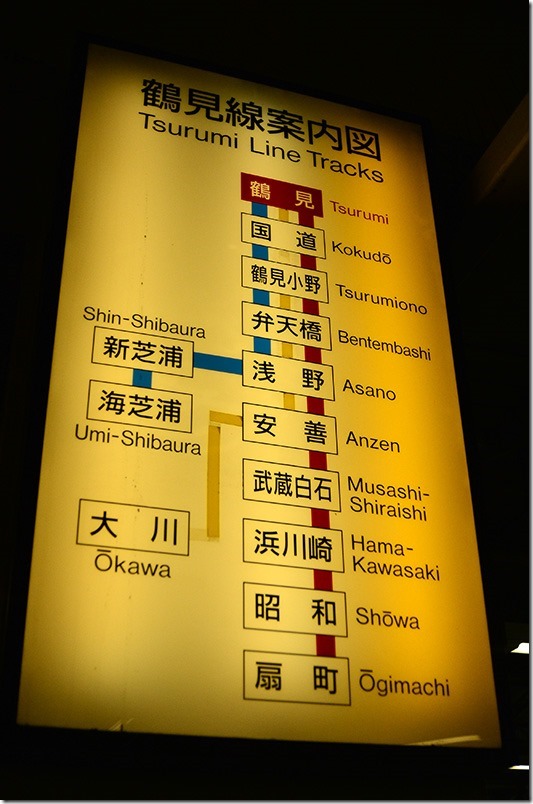 鶴見線案内図
Tsurumi Line Tracks
鶴見 Tsurumi
国道 Kokudō
鶴見小野 Tsurumiono
弁天橋 Bentembashi
浅野 Asano
Shin-Shibaura
新芝浦
海芝浦
Umi-Shibaura
安善 Anzen
武蔵白石 Musashi-
Shiraishi
大川
Ōkawa
浜川崎 Hama-
Kawasaki
昭和 Shōwa
扇町 Ōgimachi